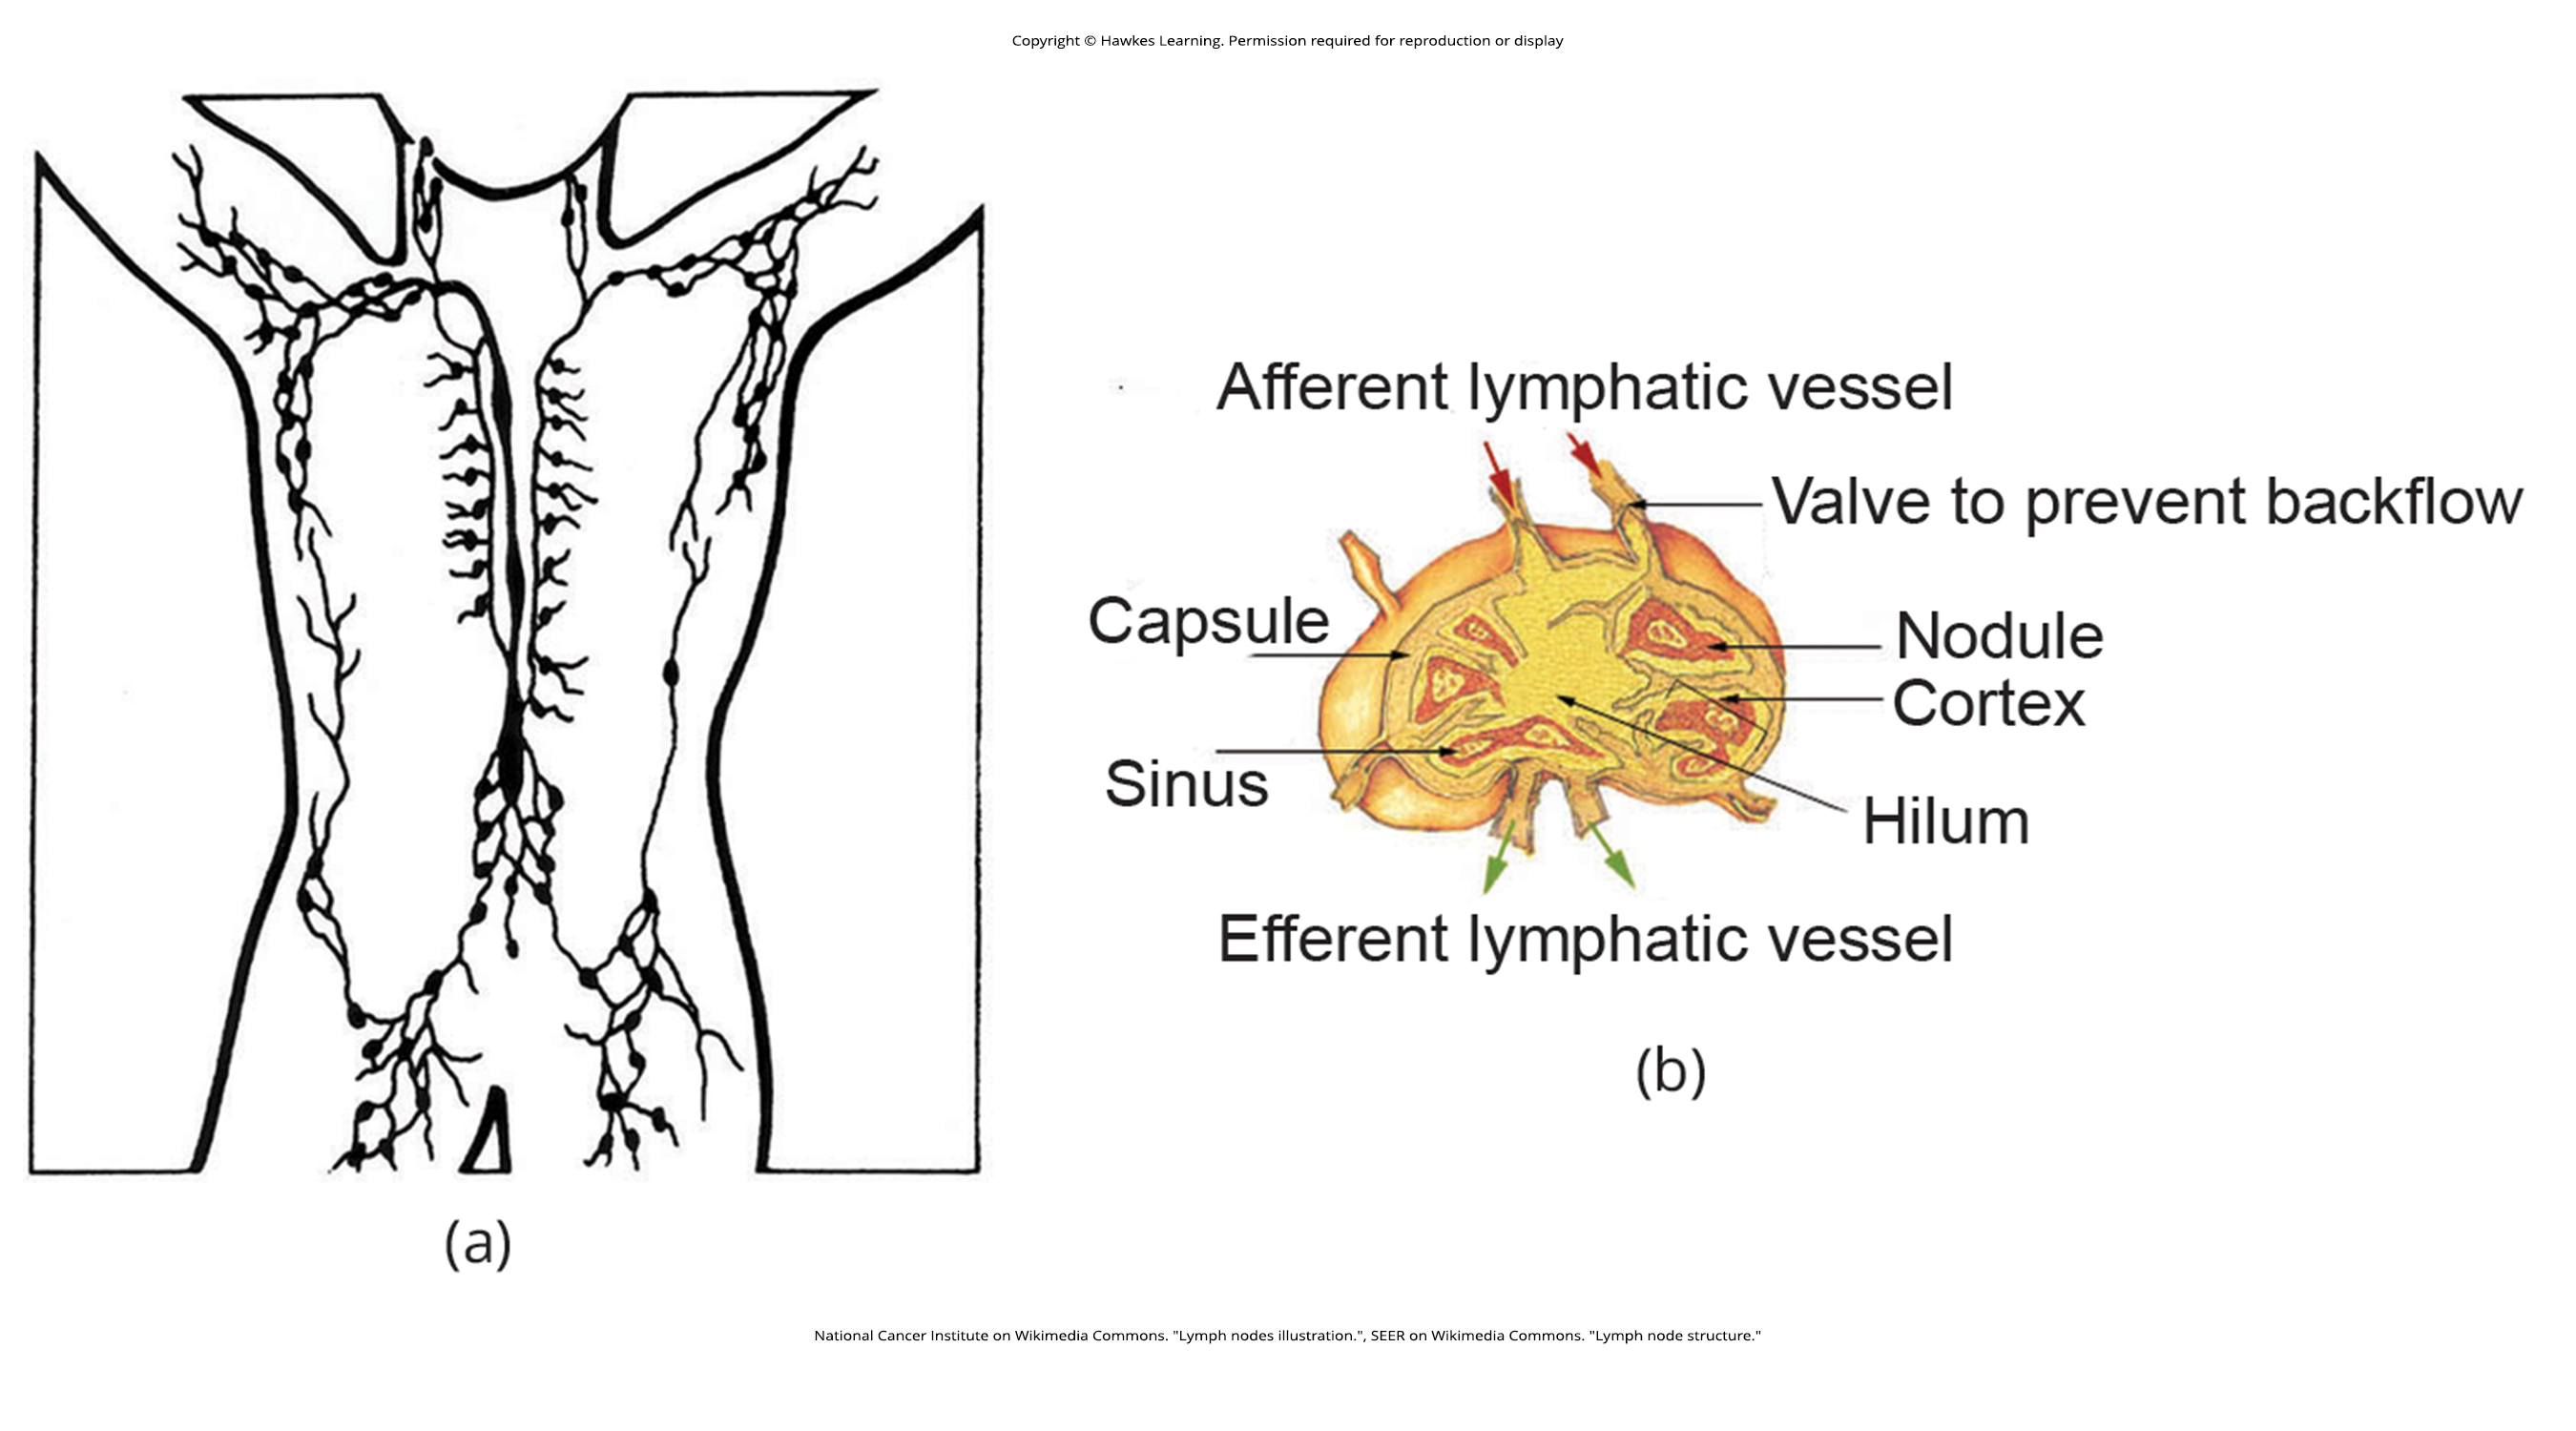 Copyright © Hawkes Learning. Permission required for reproduction or display
Afferent lymphatic vessel
Valve to prevent backflow
Capsule
Nodule
Cortex
Sinus
Hilum
Efferent lymphatic vessel
(b)
(a)
National Cancer Institute on Wikimedia Commons. "Lymph nodes illustration.", SEER on Wikimedia Commons. "Lymph node structure."